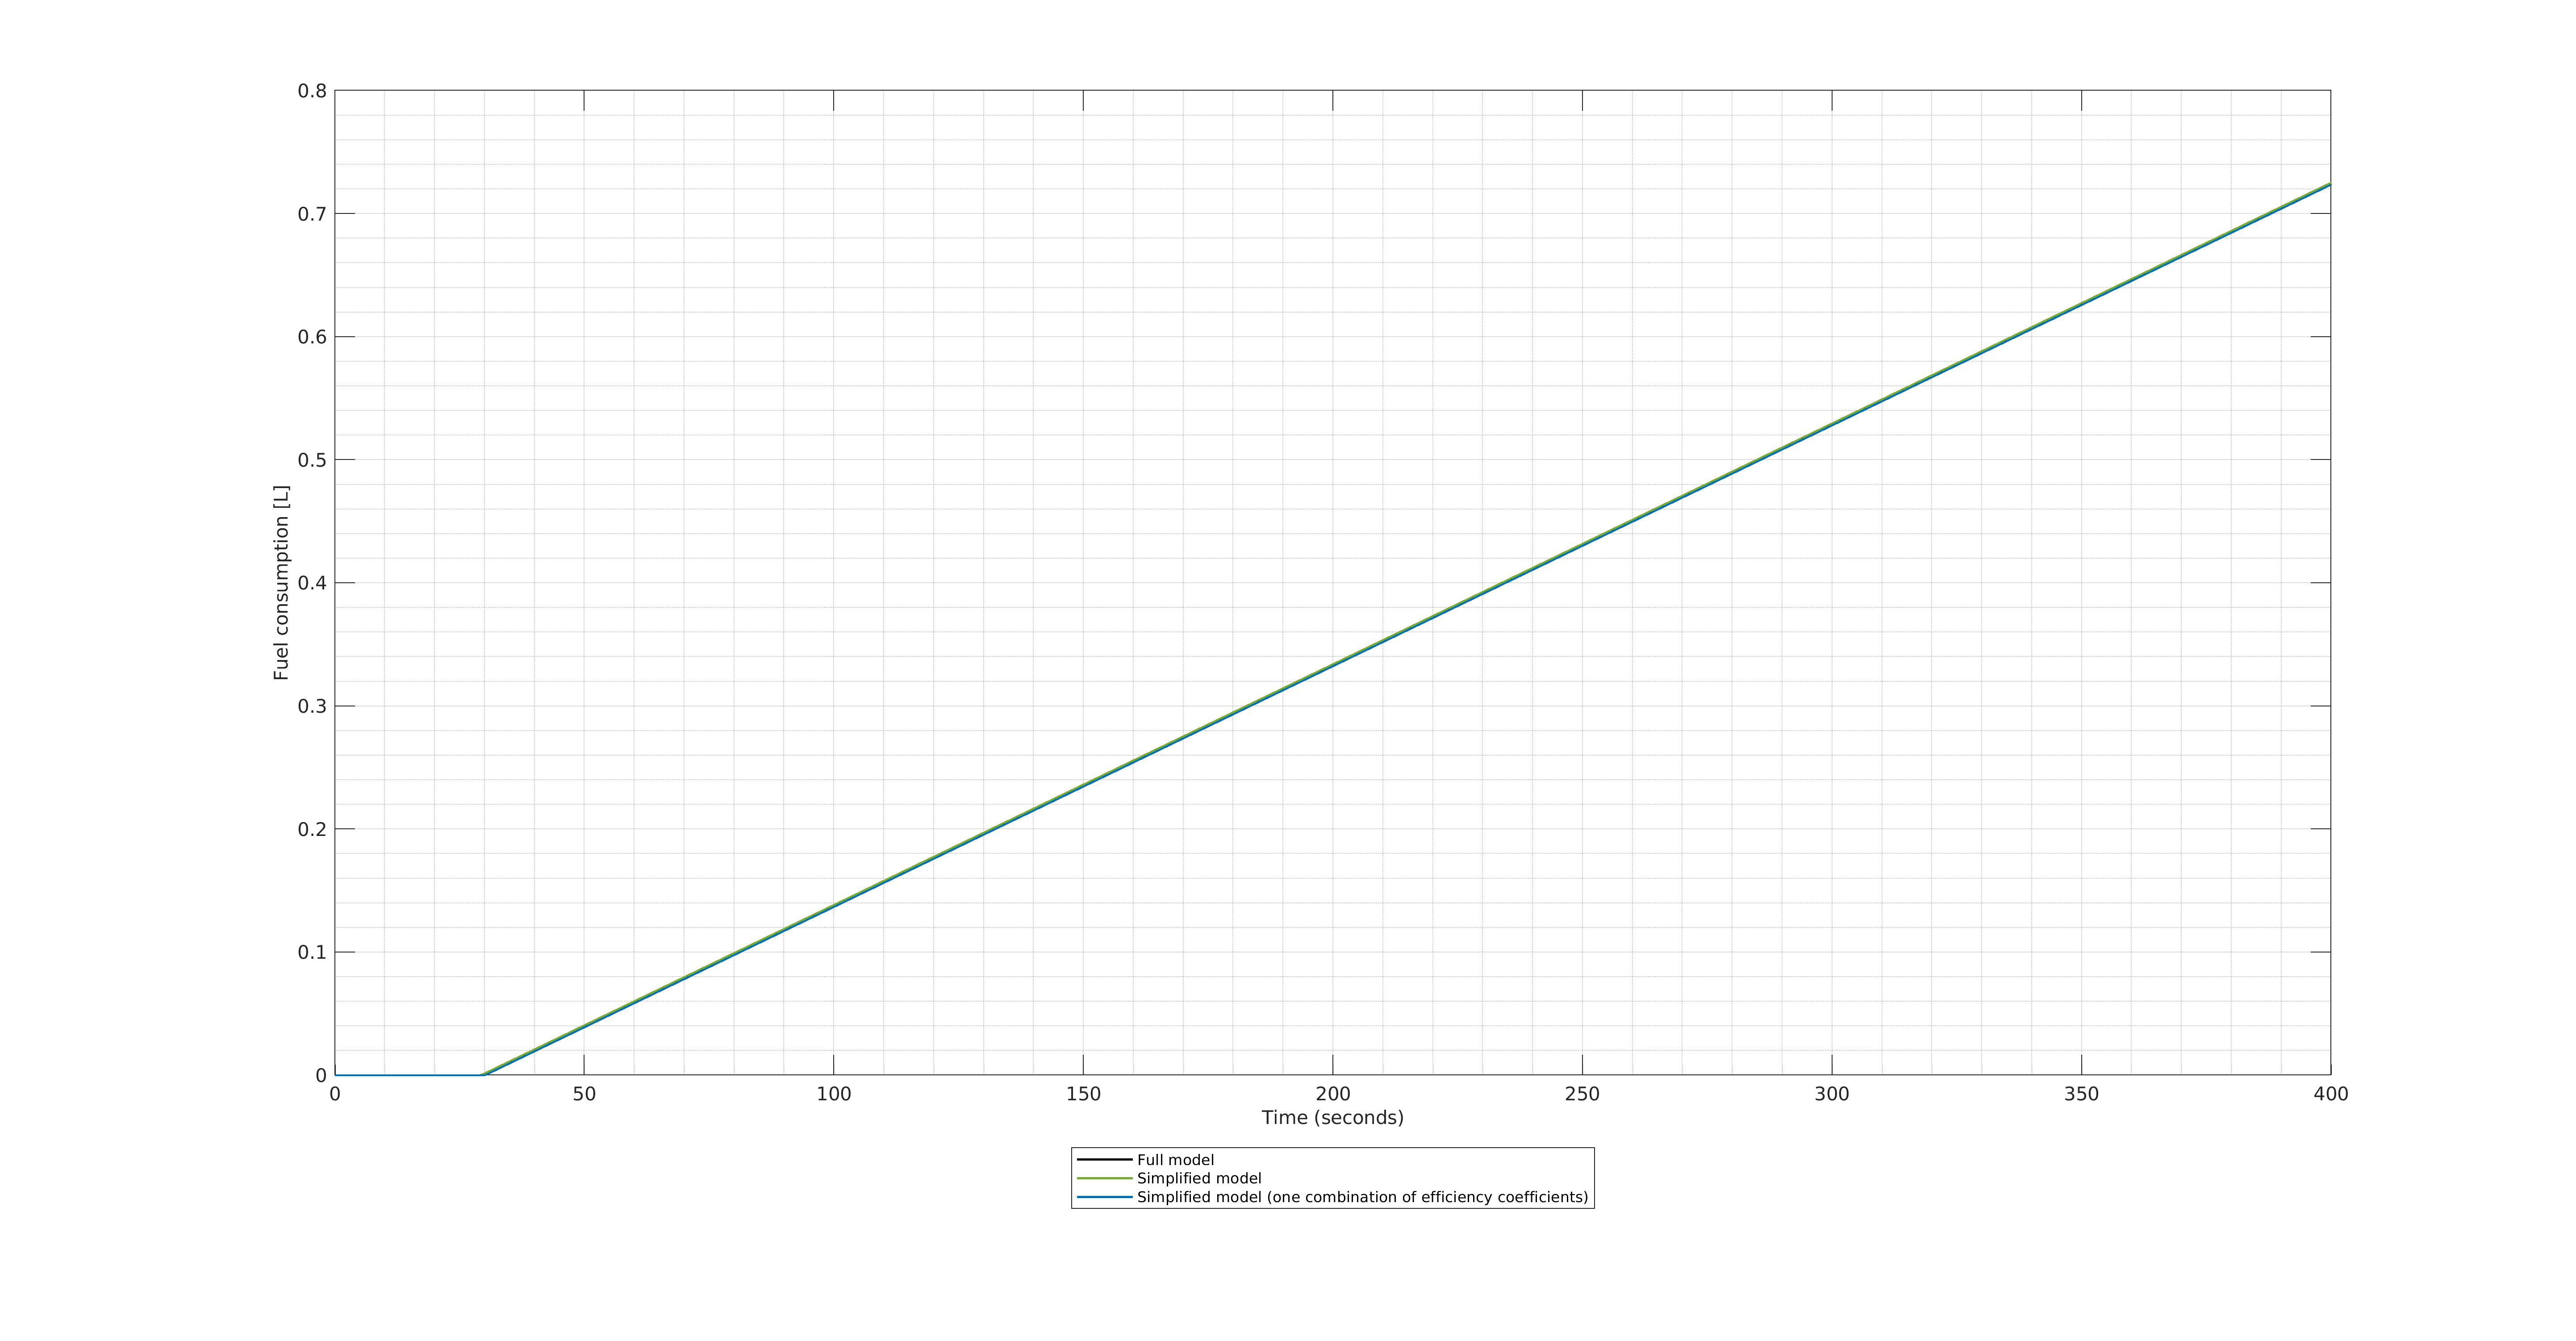 0.8
0.7
0.6
0.5
0.4
0.3
0.2
0.1
0
Fuel consumption [L]
0 50 100 150 200 250 300 350 400
Time (seconds)
Full model
Simplified model
Simplified model (one combination of efficiency coefficients)